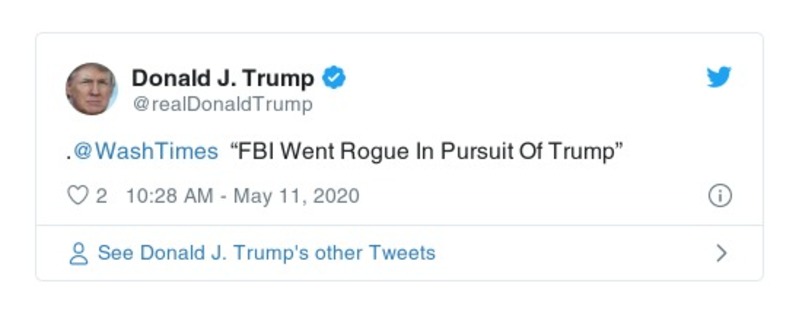 Donald J. Trump
@realDonaldTrump
.@WashTimes “FBI Went Rogue In Pursuit Of Trump”
2 10:28 AM - May 11, 2020
See Donald J. Trump's other Tweets